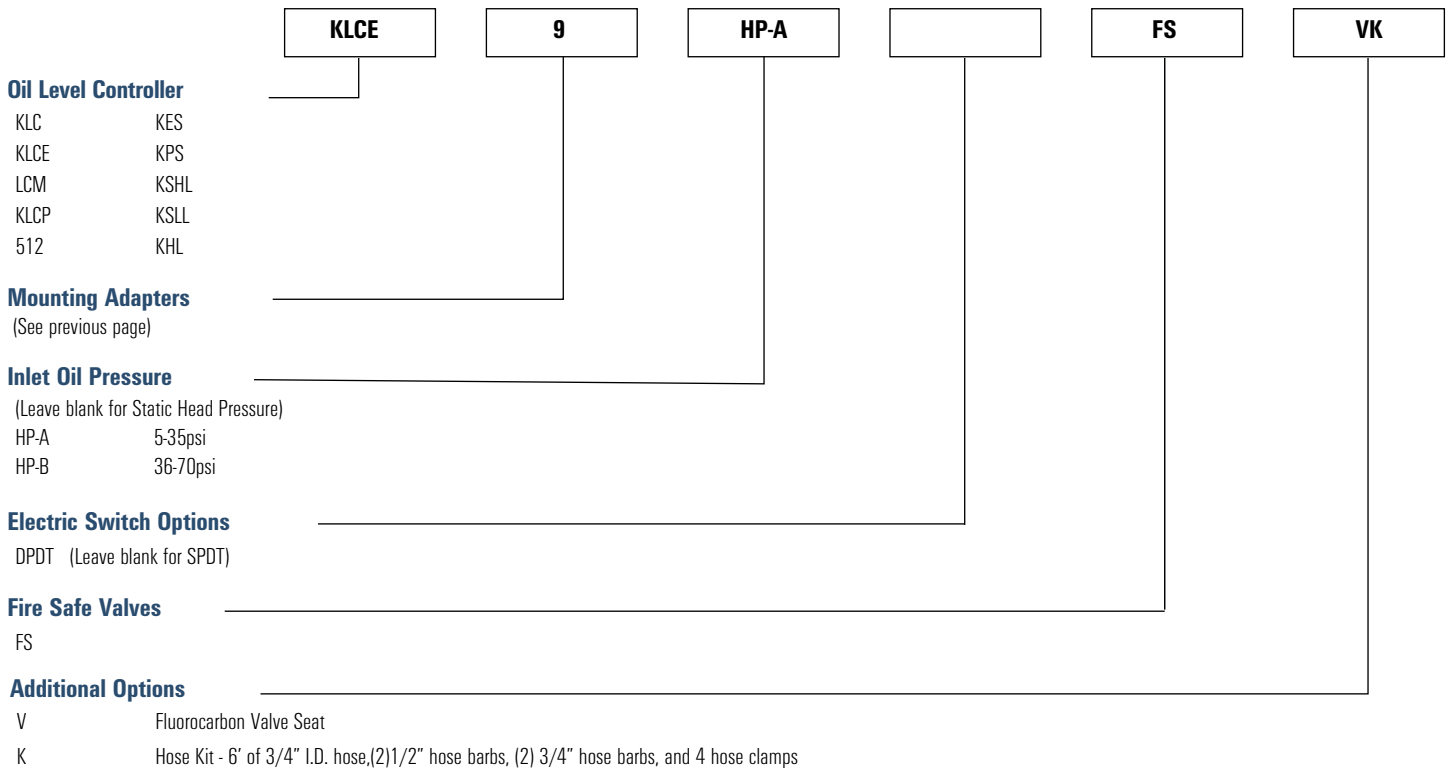 KLCE 9 HP-A FS VK
Oil Level Controller
KLC KES
KLCE KPS
LCM KSHL
KLCP KSLL
512 KHL
Mounting Adapters
(See previous page)
Inlet Oil Pressure
(Leave blank for Static Head Pressure)
HP-A 5-35psi
HP-B 36-70psi
Electric Switch Options
DPDT (Leave blank for SPDT)
Fire Safe Valves
FS
Additional Options
V Fluorocarbon Valve Seat
K Hose Kit - 6’ of 3/4” I.D. hose,(2)1/2” hose barbs, (2) 3/4” hose barbs, and 4 hose clamps